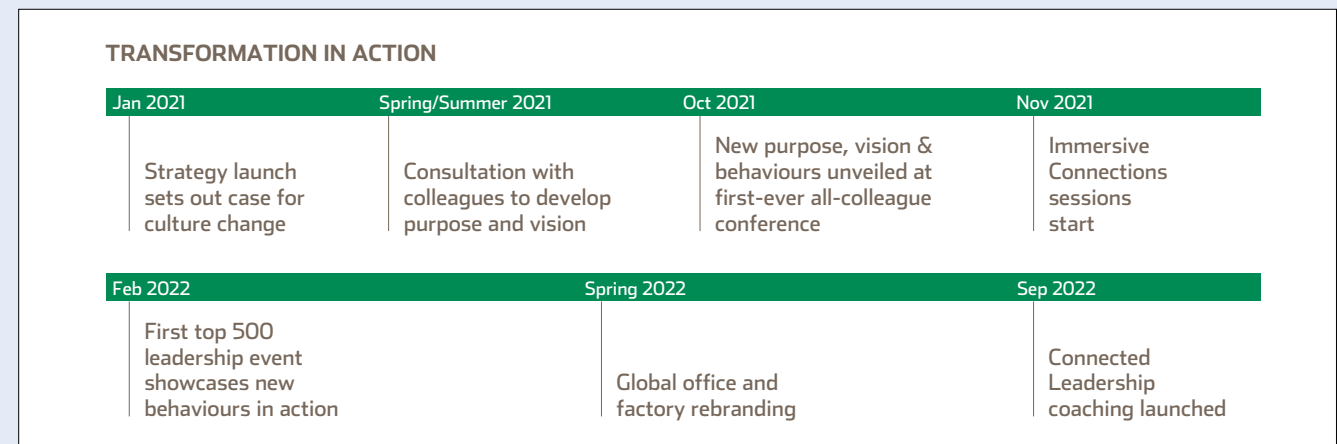 TRANSFORMATION IN ACTION
Jan 2021
Spring/Summer 2021
Oct 2021
Nov 2021
Strategy launch
sets out case for
culture change
Consultation with
colleagues to develop
purpose and vision
New purpose, vision &
behaviours unveiled at
first-ever all-colleague
conference
Immersive
Connections
sessions
start
Feb 2022
Spring 2022
Sep 2022
First top 500
leadership event
showcases new
behaviours in action
Global office and
factory rebranding
Connected
Leadership
coaching launched